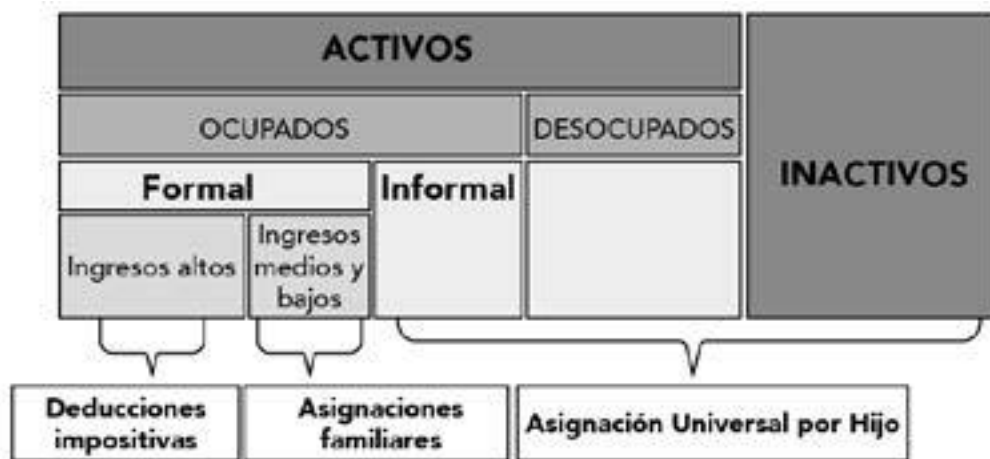 ACTIVOS
INACTIVOS
OCUPADOS
DESOCUPADOS
Formal
Informal
Ingresos altos
Ingresos
medios y
bajos
Deducciones
impositivas
Asignaciones
familiares
Asignación Universal por Hijo